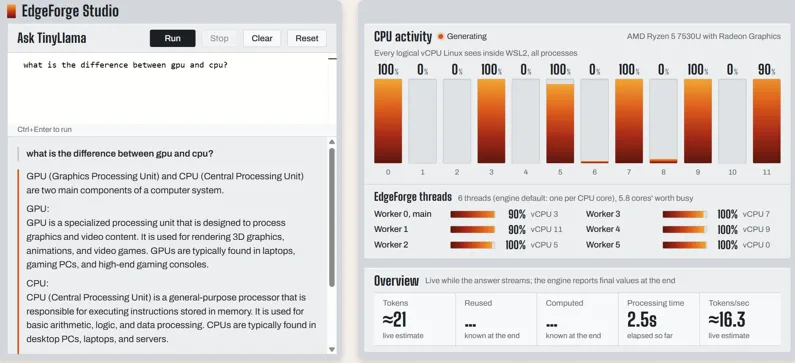 EdgeForge Studio
Ask TinyLlama
Run
Stop
Clear
Reset
what is the difference between gpu and cpu?
Ctrl+Enter to run
what is the difference between gpu and cpu?
GPU (Graphics Processing Unit) and CPU (Central Processing Unit)
are two main components of a computer system.
GPU:
GPU is a specialized processing unit that is designed to process
graphics and video content. It is used for rendering 3D graphics,
animations, and video games. GPUs are typically found in laptops,
gaming PCs, and high-end gaming consoles.
CPU:
CPU (Central Processing Unit) is a general-purpose processor that is
responsible for executing instructions stored in memory. It is used for
basic arithmetic, logic, and data processing. CPUs are typically found in
desktop PCs, laptops, and servers.
CPU activity
Generating
AMD Ryzen 5 7530U with Radeon Graphics
Every logical vCPU Linux sees inside WSL2, all processes
100% 0% 0% 100% 0% 100% 0% 100% 0% 100% 0% 90%
0 1 2 3 4 5 6 7 8 9 10 11
EdgeForge threads 6 threads (engine default: one per CPU core), 5.8 cores' worth busy
Worker 0, main 90% vCPU 3 Worker 3 100% vCPU 7
Worker 1 90% vCPU 11 Worker 4 100% vCPU 9
Worker 2 100% vCPU 5 Worker 5 100% vCPU 0
Overview Live while the answer streams; the engine reports final values at the end
Tokens Reused Computed Processing time Tokens/sec
≈21 ... ... 2.5s ≈16.3
live estimate known at the end known at the end elapsed so far live estimate